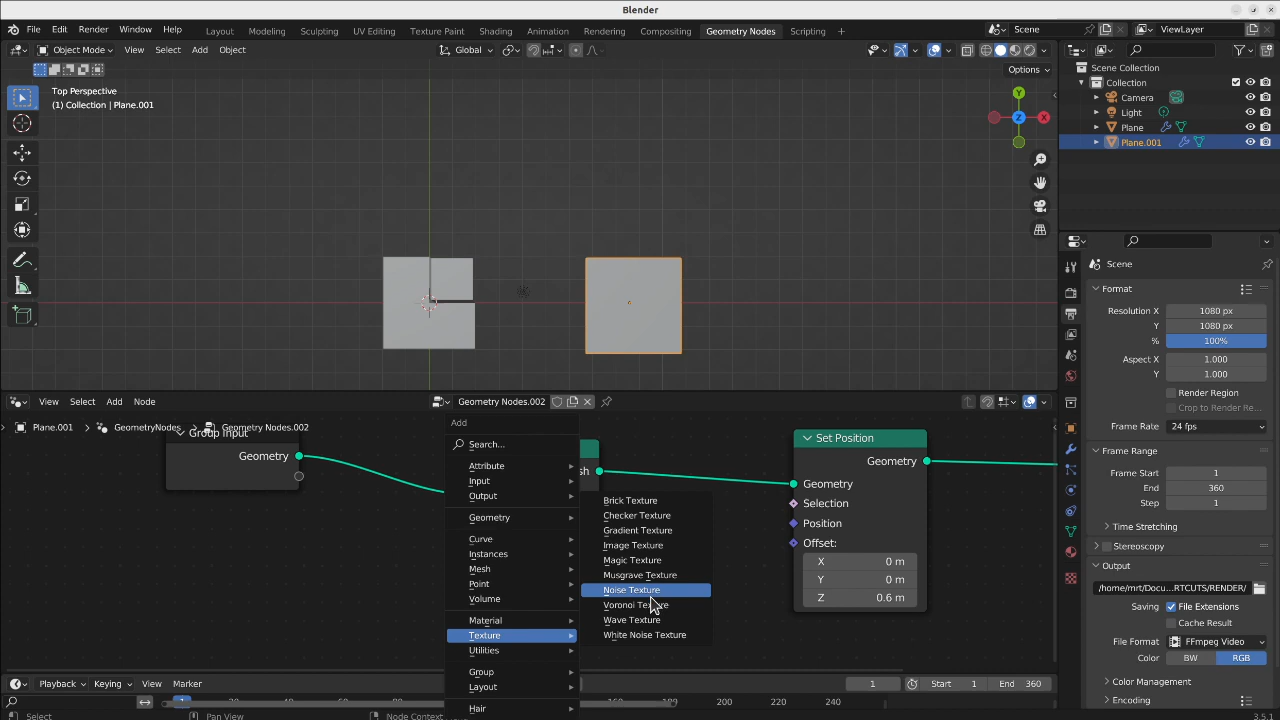 Blender
File Edit Render Window Help Layout Modeling Sculpting UV Editing Texture Paint Shading Animation Rendering Compositing Geometry Nodes Scripting + Scene ViewLayer
Object Mode View Select Add Object Global
Options
Top Perspective
(1) Collection | Plane.001
Y
Z
X
Scene Collection
Collection
Camera
Light
Plane
Plane.001
Scene
Format
Resolution X 1080 px
Y 1080 px
% 100%
Aspect X 1.000
Y 1.000
Render Region
Crop to Render Re...
Frame Rate 24 fps
Frame Range
Frame Start 1
End 360
Step 1
Time Stretching
Stereoscopy
Output
/home/mrt/Docu...RTCUTS/RENDER/
Saving File Extensions
Cache Result
File Format FFmpeg Video
Color BW RGB
Color Management
Encoding
View Select Add Node Geometry Nodes.002
Plane.001 GeometryNodes Geometry Nodes.002
Group Input
Geometry
Add
Search...
Attribute
Input
Output
Geometry
Curve
Instances
Mesh
Point
Volume
Material
Texture
Utilities
Group
Layout
Hair
Brick Texture
Checker Texture
Gradient Texture
Image Texture
Magic Texture
Musgrave Texture
Noise Texture
Voronoi Texture
Wave Texture
White Noise Texture
Set Position
Geometry
Geometry
Selection
Position
Offset:
X 0 m
Y 0 m
Z 0.6 m
Playback Keying View Marker 1 Start 1 End 360
1 200 220 240
Select Pan View Node Context 3.5.1